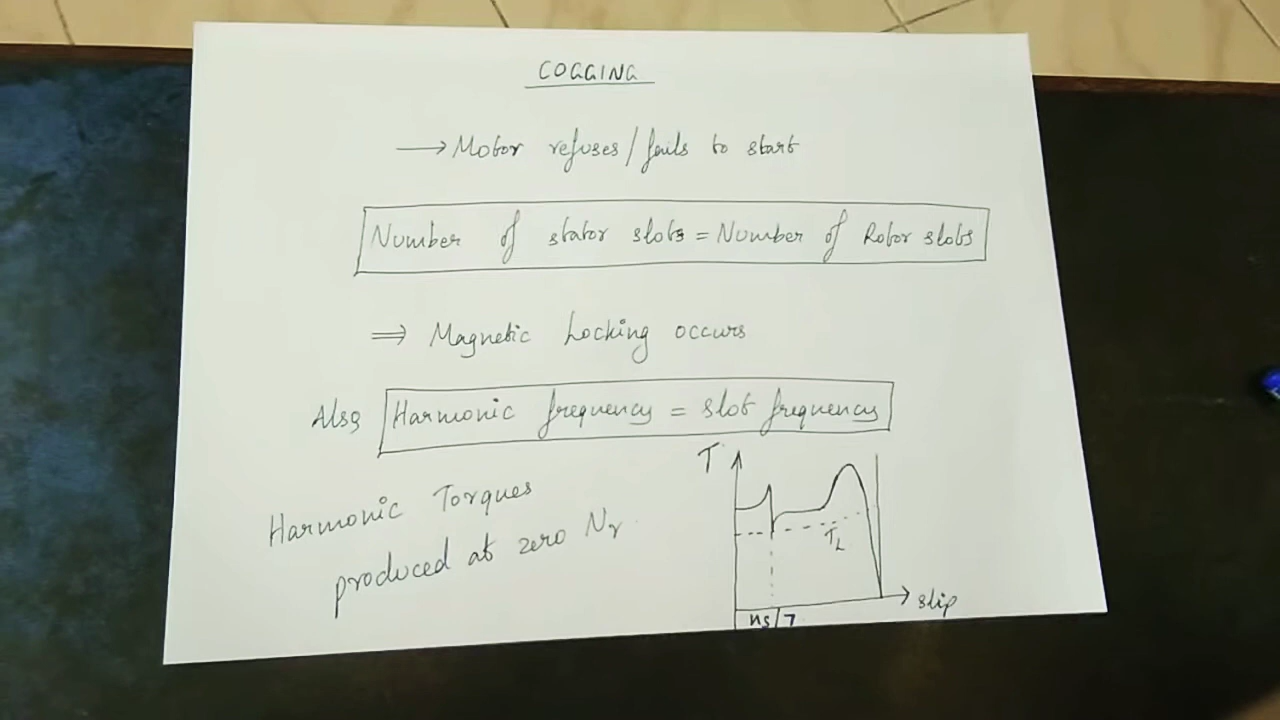 COGGING
→ Motor refuses/fails to start
Number of stator slots = Number of Rotor slots
⇒ Magnetic Locking occurs
Also Harmonic frequency = slot frequency
Harmonic Torques
produced at zero Nr
T
TL
slip
ns/7